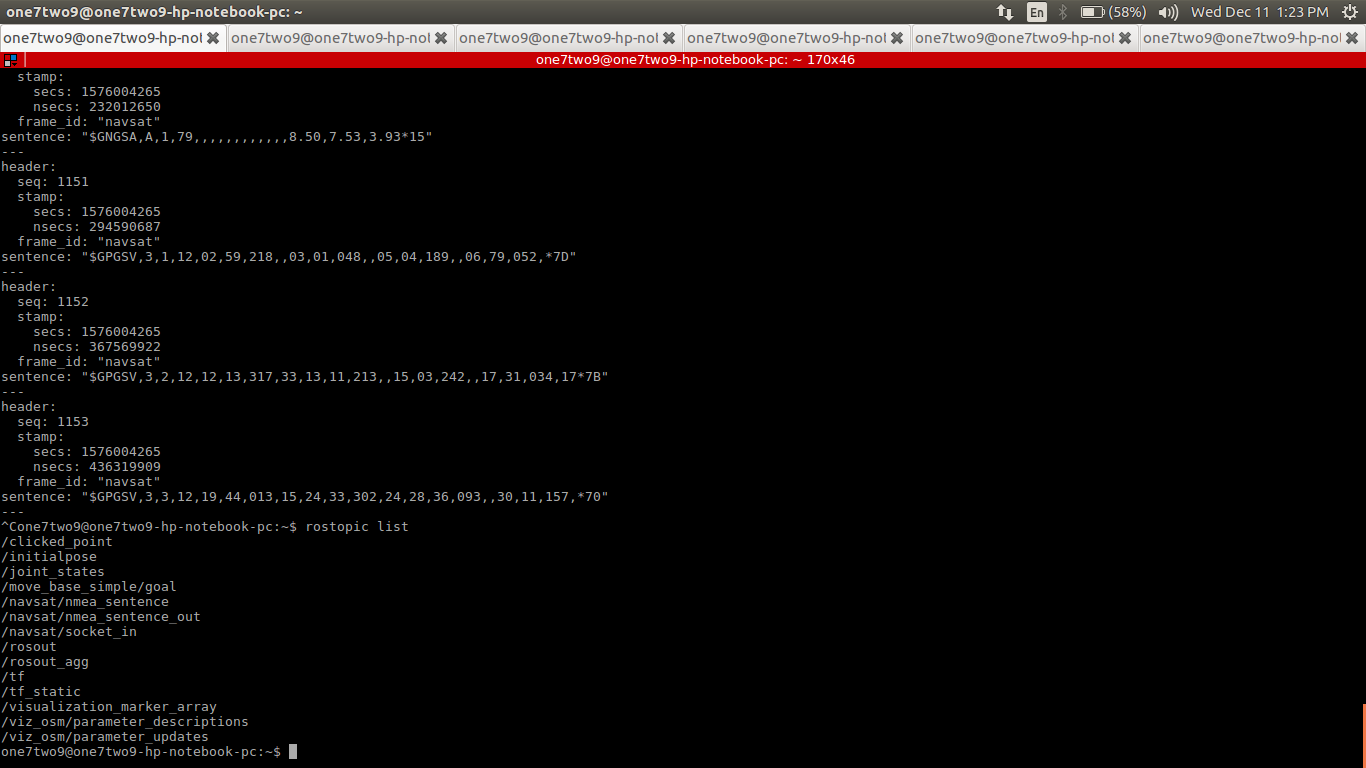 one7two9@one7two9-hp-notebook-pc: ~
En
(58%)
Wed Dec 11 1:23 PM
one7two9@one7two9-hp-not
one7two9@one7two9-hp-not
one7two9@one7two9-hp-not
one7two9@one7two9-hp-not
one7two9@one7two9-hp-not
one7two9@one7two9-hp-not
one7two9@one7two9-hp-notebook-pc: ~ 170x46
  stamp:
    secs: 1576004265
    nsecs: 232012650
  frame_id: "navsat"
sentence: "$GNGSA,A,1,79,,,,,,,,,,,,8.50,7.53,3.93*15"
---
header:
  seq: 1151
  stamp:
    secs: 1576004265
    nsecs: 294590687
  frame_id: "navsat"
sentence: "$GPGSV,3,1,12,02,59,218,,03,01,048,,05,04,189,,06,79,052,*7D"
---
header:
  seq: 1152
  stamp:
    secs: 1576004265
    nsecs: 367569922
  frame_id: "navsat"
sentence: "$GPGSV,3,2,12,12,13,317,33,13,11,213,,15,03,242,,17,31,034,17*7B"
---
header:
  seq: 1153
  stamp:
    secs: 1576004265
    nsecs: 436319909
  frame_id: "navsat"
sentence: "$GPGSV,3,3,12,19,44,013,15,24,33,302,24,28,36,093,,30,11,157,*70"
---
^Cone7two9@one7two9-hp-notebook-pc:~$ rostopic list
/clicked_point
/initialpose
/joint_states
/move_base_simple/goal
/navsat/nmea_sentence
/navsat/nmea_sentence_out
/navsat/socket_in
/rosout
/rosout_agg
/tf
/tf_static
/visualization_marker_array
/viz_osm/parameter_descriptions
/viz_osm/parameter_updates
one7two9@one7two9-hp-notebook-pc:~$